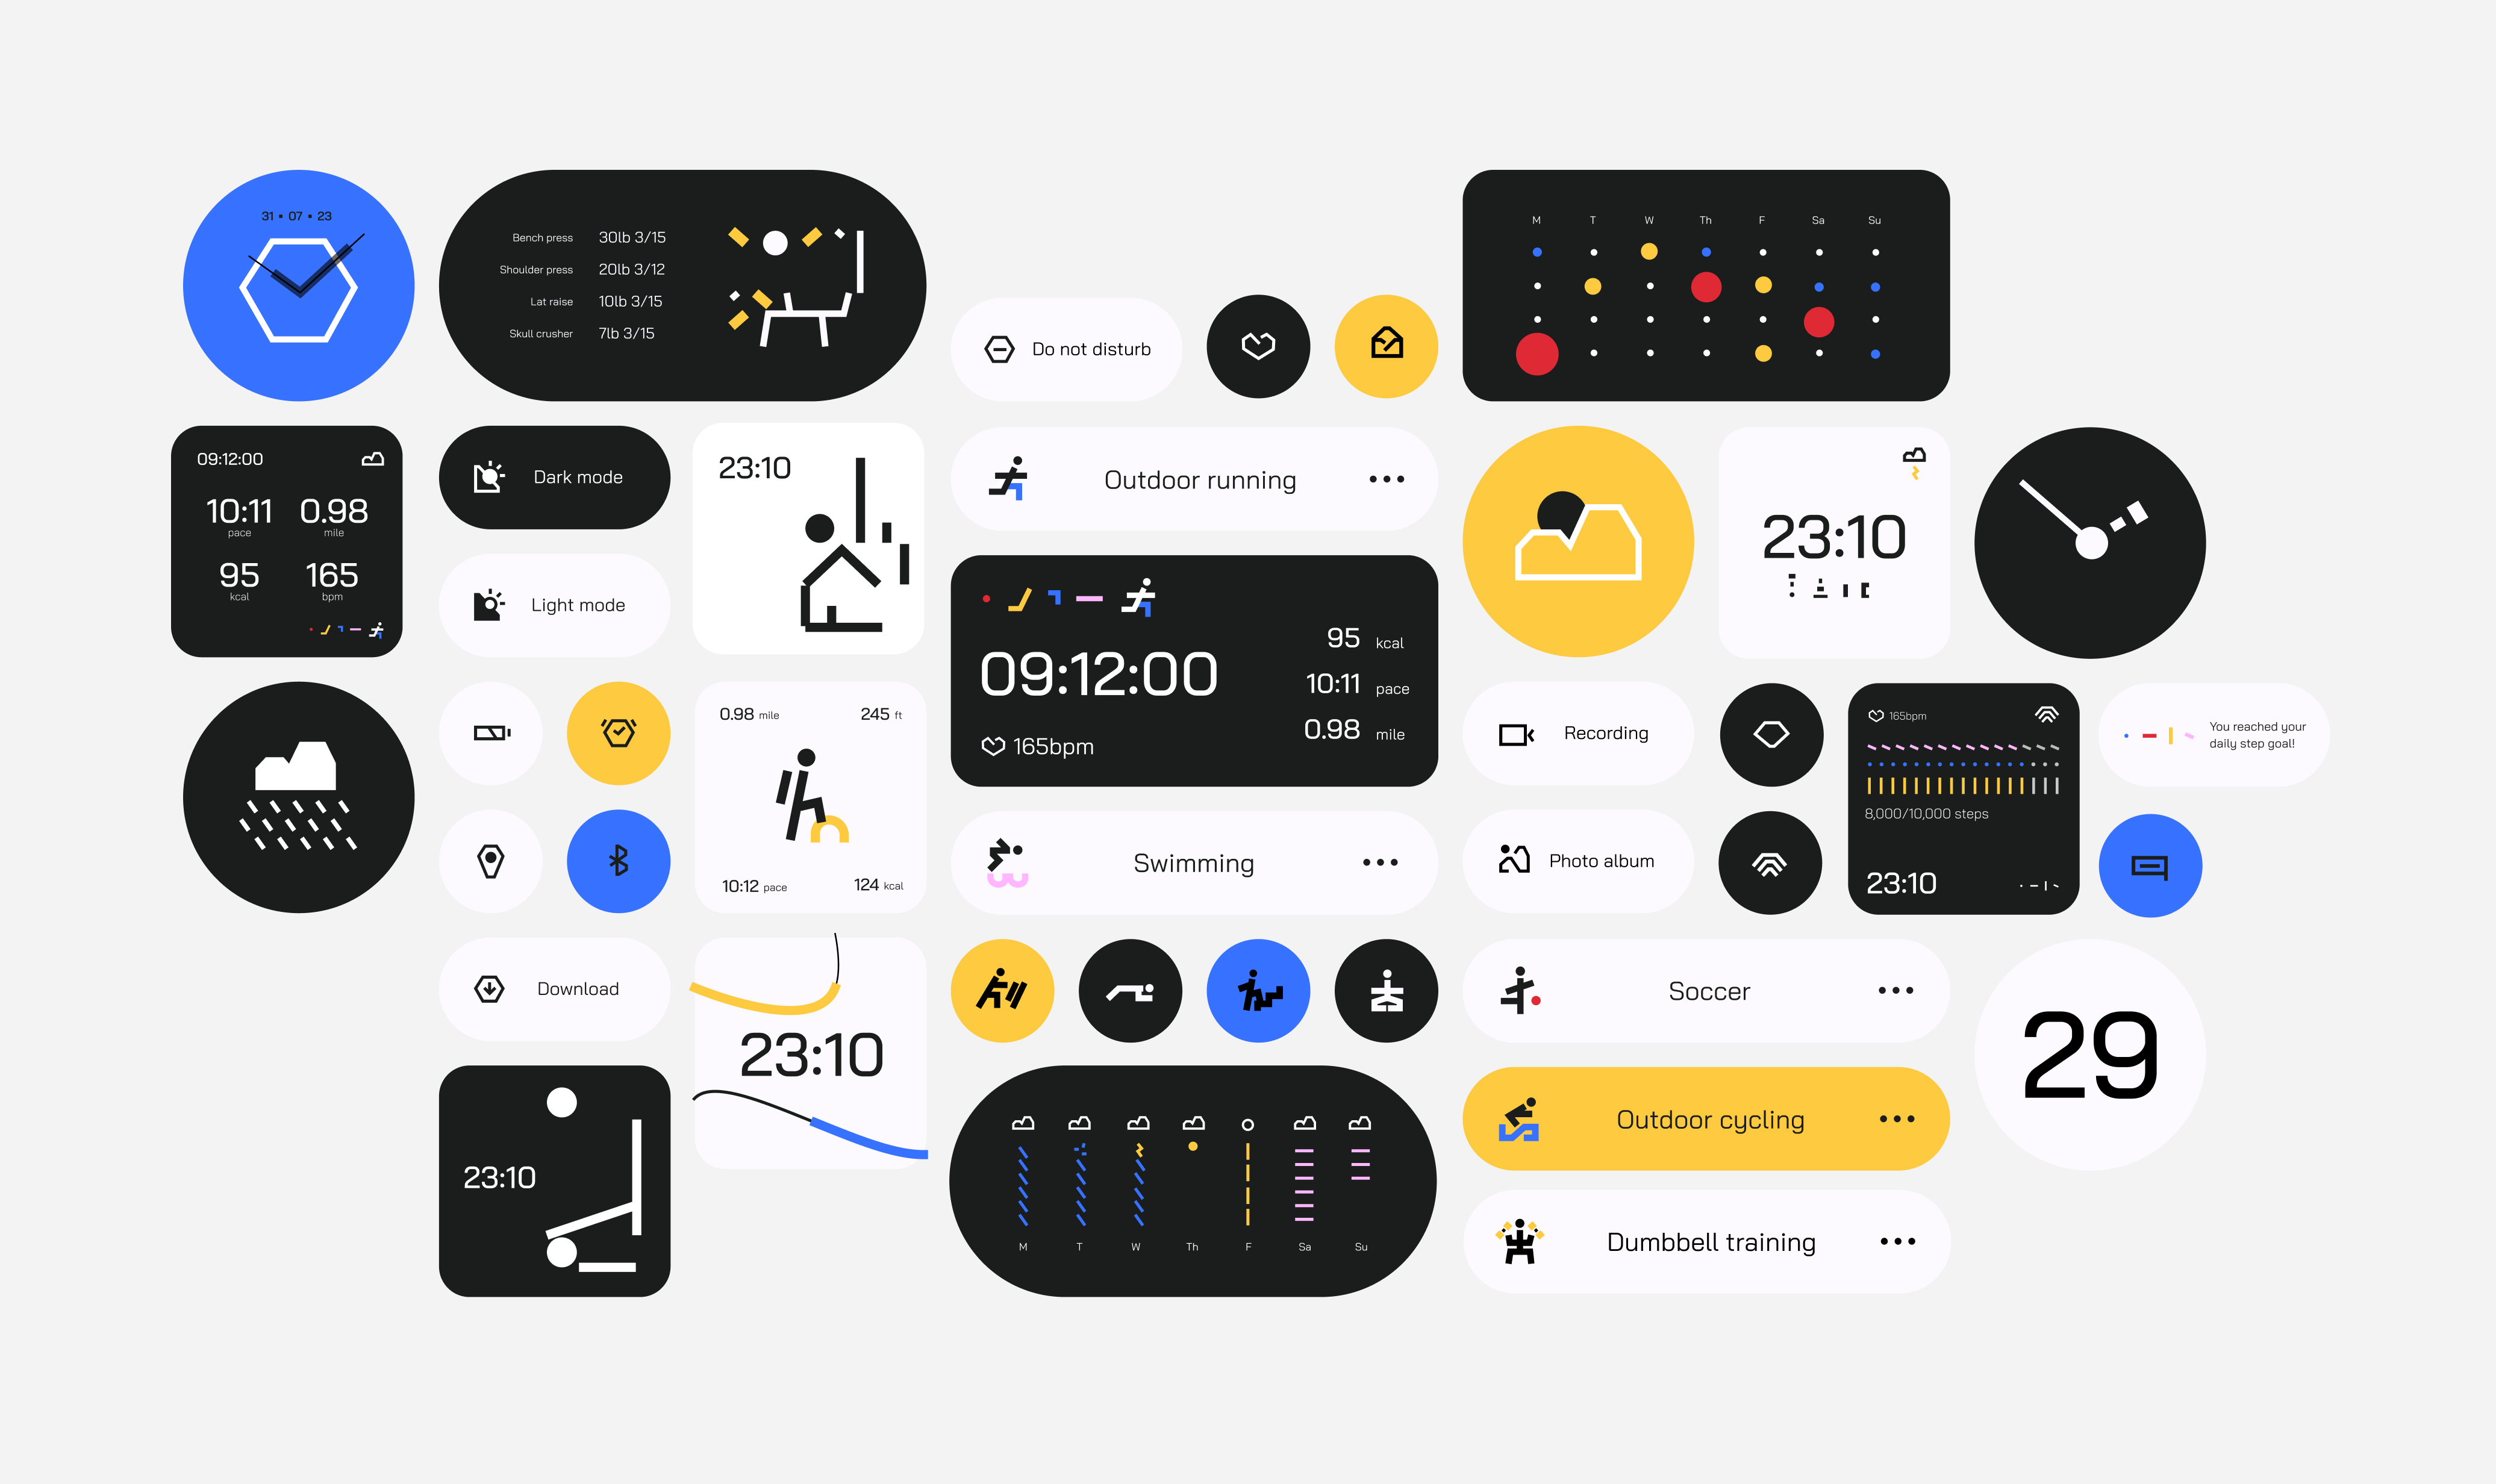 31 • 07 • 23
Bench press 30lb 3/15
Shoulder press 20lb 3/12
Lat raise 10lb 3/15
Skull crusher 7lb 3/15
Do not disturb
M T W Th F Sa Su
09:12:00
10:11 0.98
pace mile
95 165
kcal bpm
Dark mode
Light mode
23:10
Outdoor running
09:12:00
95 kcal
10:11 pace
0.98 mile
165bpm
23:10
0.98 mile 245 ft
10:12 pace 124 kcal
Swimming
Recording
Photo album
165bpm
8,000/10,000 steps
23:10
You reached your
daily step goal!
Download
23:10
23:10
M T W Th F Sa Su
Soccer
Outdoor cycling
Dumbbell training
29